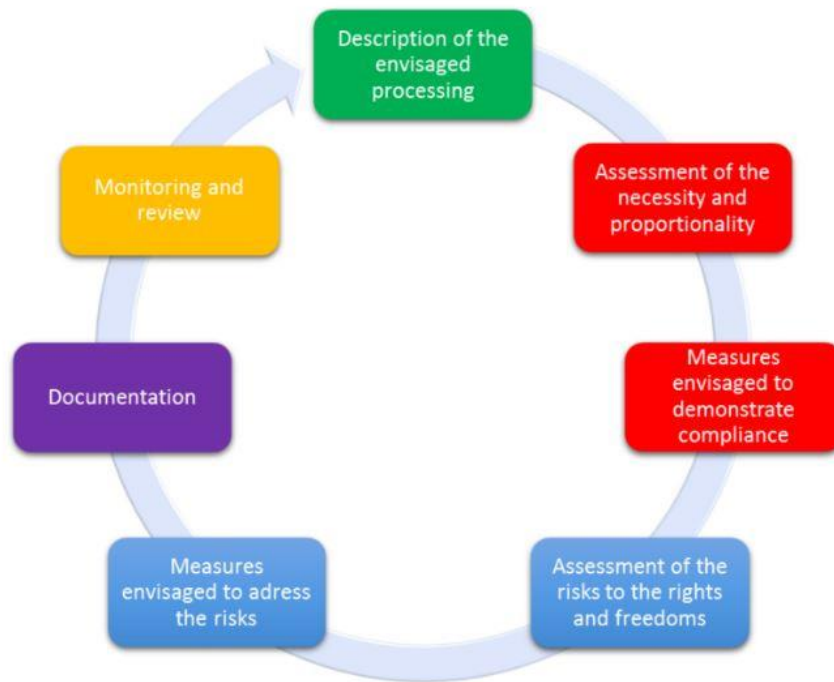 Description of the
envisaged
processing
Assessment of the
necessity and
proportionality
Measures
envisaged to
demonstrate
compliance
Assessment of the
risks to the rights
and freedoms
Measures
envisaged to adress
the risks
Documentation
Monitoring and
review